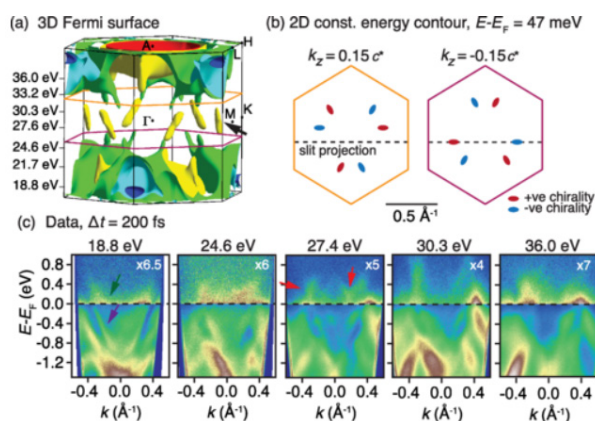 (a) 3D Fermi surface
A
H
L
36.0 eV
33.2 eV
30.3 eV
27.6 eV
24.6 eV
21.7 eV
18.8 eV
Γ
M
K
(b) 2D const. energy contour, E-EF = 47 meV
kz = 0.15 c* kz = -0.15 c*
slit projection
0.5 Å-1
+ve chirality
-ve chirality
(c) Data, Δt = 200 fs
18.8 eV 24.6 eV 27.4 eV 30.3 eV 36.0 eV
x6.5 x6 x5 x4 x7
E-EF (eV)
0.8
0.4
0.0
-0.4
-0.8
-1.2
-0.4 0.0 0.4 -0.4 0.0 0.4 -0.4 0.0 0.4 -0.4 0.0 0.4 -0.4 0.0 0.4
k (Å-1) k (Å-1) k (Å-1) k (Å-1) k (Å-1)